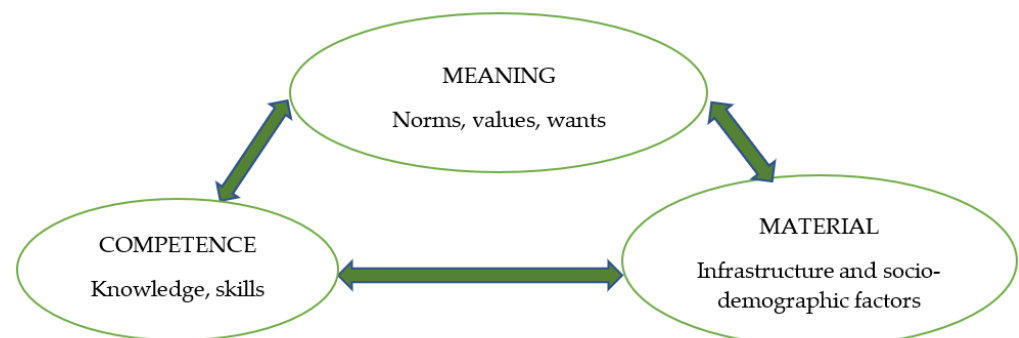 MEANING
Norms, values, wants
COMPETENCE
Knowledge, skills
MATERIAL
Infrastructure and socio-
demographic factors